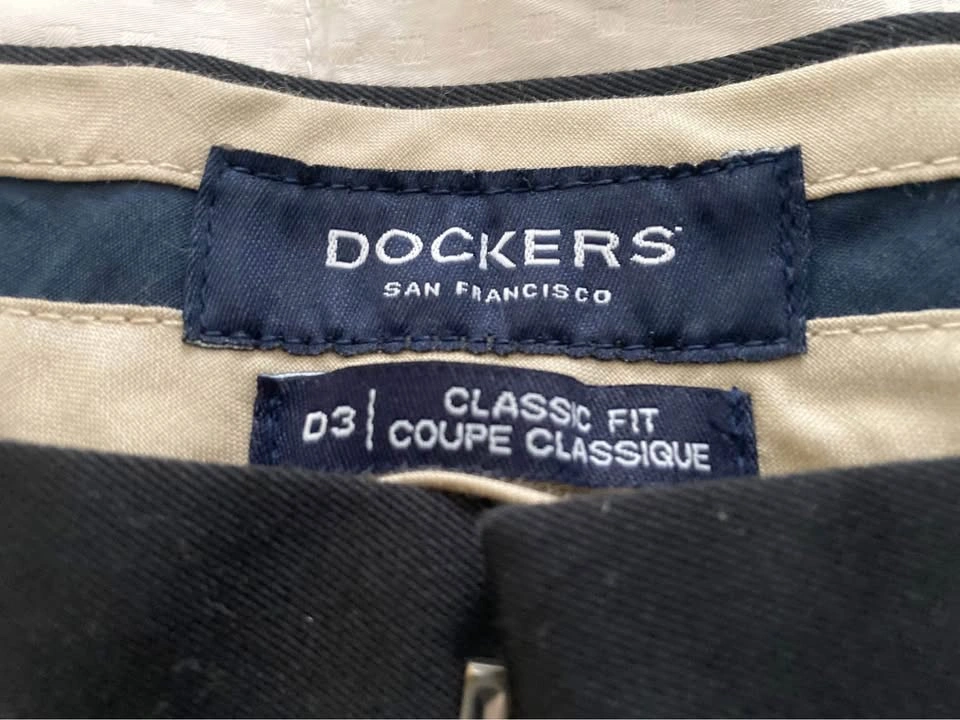 DOCKERS
SAN FRANCISCO
D3 | CLASSIC FIT
COUPE CLASSIQUE